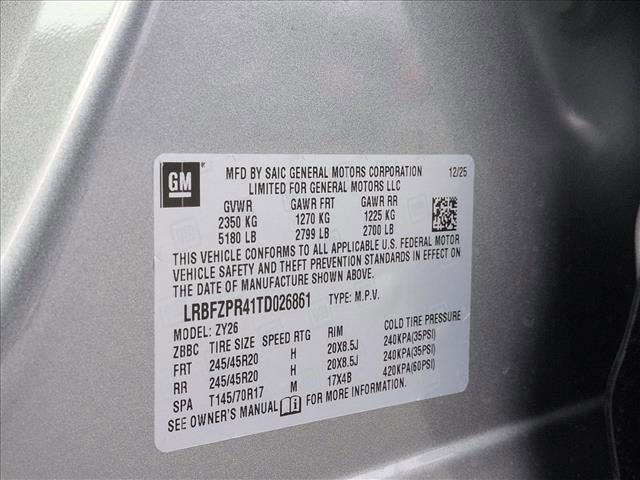 GM MFD BY SAIC GENERAL MOTORS CORPORATION 12/25
LIMITED FOR GENERAL MOTORS LLC
GVWR GAWR FRT GAWR RR
2350 KG 1270 KG 1225 KG
5180 LB 2799 LB 2700 LB
THIS VEHICLE CONFORMS TO ALL APPLICABLE U.S. FEDERAL MOTOR
VEHICLE SAFETY AND THEFT PREVENTION STANDARDS IN EFFECT ON
THE DATE OF MANUFACTURE SHOWN ABOVE.
LRBFZPR41TD026861 TYPE: M.P.V.
MODEL: ZY26
ZBBC TIRE SIZE SPEED RTG RIM COLD TIRE PRESSURE
FRT 245/45R20 H 20X8.5J 240KPA(35PSI)
RR 245/45R20 H 20X8.5J 240KPA(35PSI)
SPA T145/70R17 M 17X4B 420KPA(60PSI)
SEE OWNER'S MANUAL i FOR MORE INFORMATION.